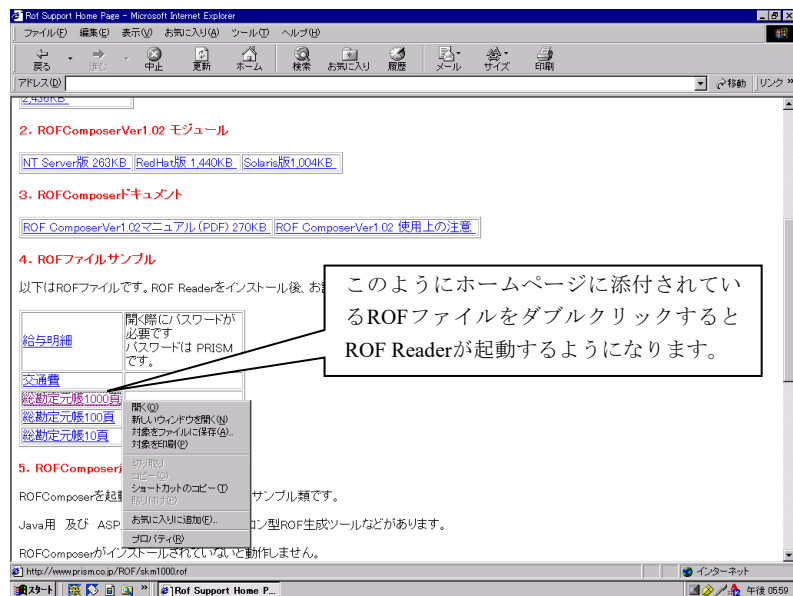 Rof Support Home Page - Microsoft Internet Explorer
ファイル(F) 編集(E) 表示(V) お気に入り(A) ツール(T) ヘルプ(H)
戻る 進む 中止 更新 ホーム 検索 お気に入り 履歴 メール サイズ 印刷
アドレス(D) 移動 リンク »
2,436KB
2. ROFComposerVer1.02 モジュール
NT Server版 263KB RedHat版 1,440KB Solaris版1,004KB
3. ROFComposerドキュメント
ROF ComposerVer1.02マニュアル(PDF) 270KB ROF ComposerVer1.02 使用上の注意
4. ROFファイルサンプル
以下はROFファイルです。ROF Readerをインストール後、お
このようにホームページに添付されてい
るROFファイルをダブルクリックすると
ROF Readerが起動するようになります。
給与明細
開く際にパスワードが
必要です
パスワードは PRISM
です。
交通費
総勘定元帳1000頁
総勘定元帳100頁
総勘定元帳10頁
開く(O)
新しいウィンドウを開く(N)
対象をファイルに保存(A)...
対象を印刷(P)
切り取り
コピー(C)
ショートカットのコピー(T)
貼り付け(P)
お気に入りに追加(F)...
プロパティ(R)
5. ROFComposer
ROFComposerを起 サンプル類です。
Java用 及び ASP コン型ROF生成ツールなどがあります。
ROFComposerがインストールされていないと動作しません。
http://www.prism.co.jp/ROF/skm1000.rof インターネット
スタート » Rof Support Home P... 午後 05:59